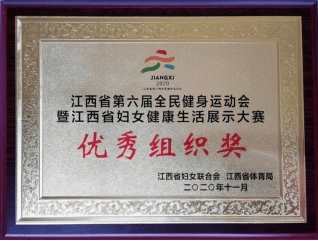 JIANGXI
2020
江西省第六届全民健身运动会
暨江西省妇女健康生活展示大赛
优秀组织奖
江西省妇女联合会 江西省体育局
二〇二〇年十一月